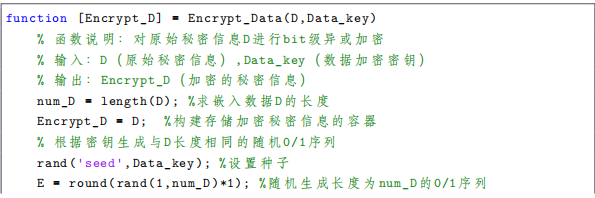 function [Encrypt_D] = Encrypt_Data(D,Data_key)
% 函数说明：对原始秘密信息D进行bit级异或加密
% 输入：D（原始秘密信息）,Data_key（数据加密密钥）
% 输出：Encrypt_D（加密的秘密信息）
num_D = length(D); %求嵌入数据D的长度
Encrypt_D = D; %构建存储加密秘密信息的容器
% 根据密钥生成与D长度相同的随机0/1序列
rand('seed',Data_key); %设置种子
E = round(rand(1,num_D)*1); %随机生成长度为num_D的0/1序列